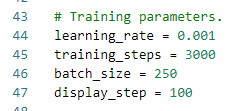 43 # Training parameters.
44 learning_rate = 0.001
45 training_steps = 3000
46 batch_size = 250
47 display_step = 100